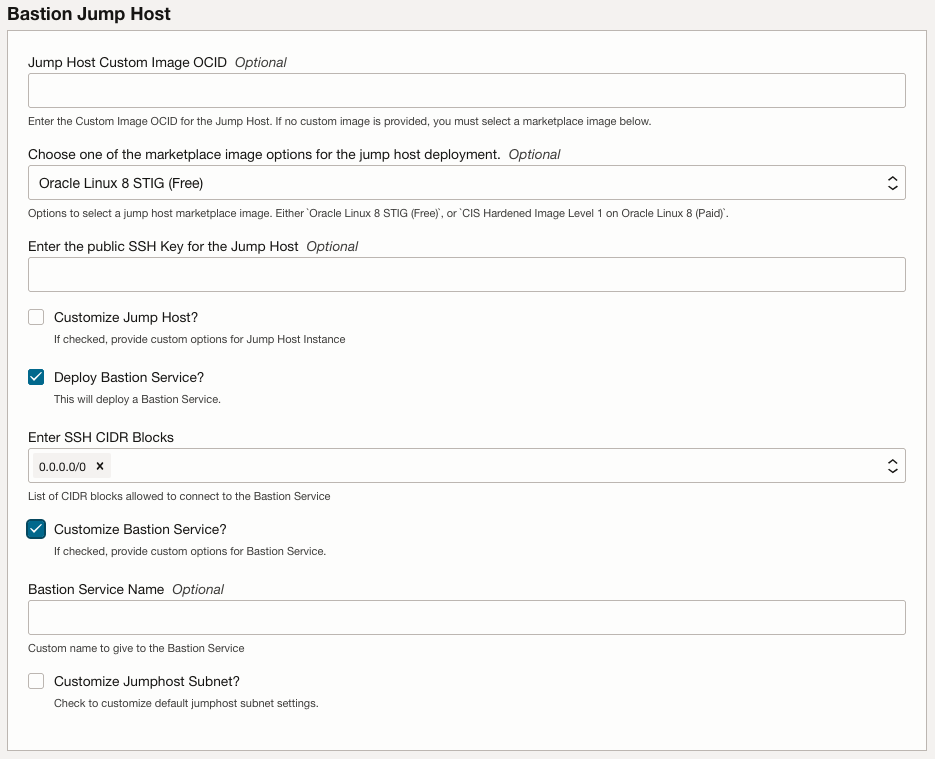 Bastion Jump Host
Jump Host Custom Image OCID Optional
Enter the Custom Image OCID for the Jump Host. If no custom image is provided, you must select a marketplace image below.
Choose one of the marketplace image options for the jump host deployment. Optional
Oracle Linux 8 STIG (Free)
Options to select a jump host marketplace image. Either `Oracle Linux 8 STIG (Free)`, or `CIS Hardened Image Level 1 on Oracle Linux 8 (Paid)`.
Enter the public SSH Key for the Jump Host Optional
Customize Jump Host?
If checked, provide custom options for Jump Host Instance
Deploy Bastion Service?
This will deploy a Bastion Service.
Enter SSH CIDR Blocks
0.0.0.0/0 ×
List of CIDR blocks allowed to connect to the Bastion Service
Customize Bastion Service?
If checked, provide custom options for Bastion Service.
Bastion Service Name Optional
Custom name to give to the Bastion Service
Customize Jumphost Subnet?
Check to customize default jumphost subnet settings.